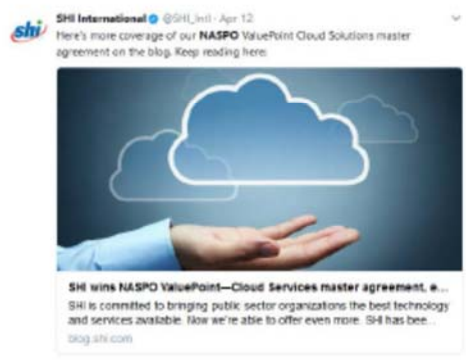 shi
SHI International @SHI_Intl · Apr 12
Here's more coverage of our NASPO ValuePoint Cloud Solutions master
agreement on the blog. Keep reading here:
SHI wins NASPO ValuePoint—Cloud Services master agreement, e...
SHI is committed to bringing public sector organizations the best technology
and services available. Now we're able to offer even more. SHI has bee...
blog.shi.com